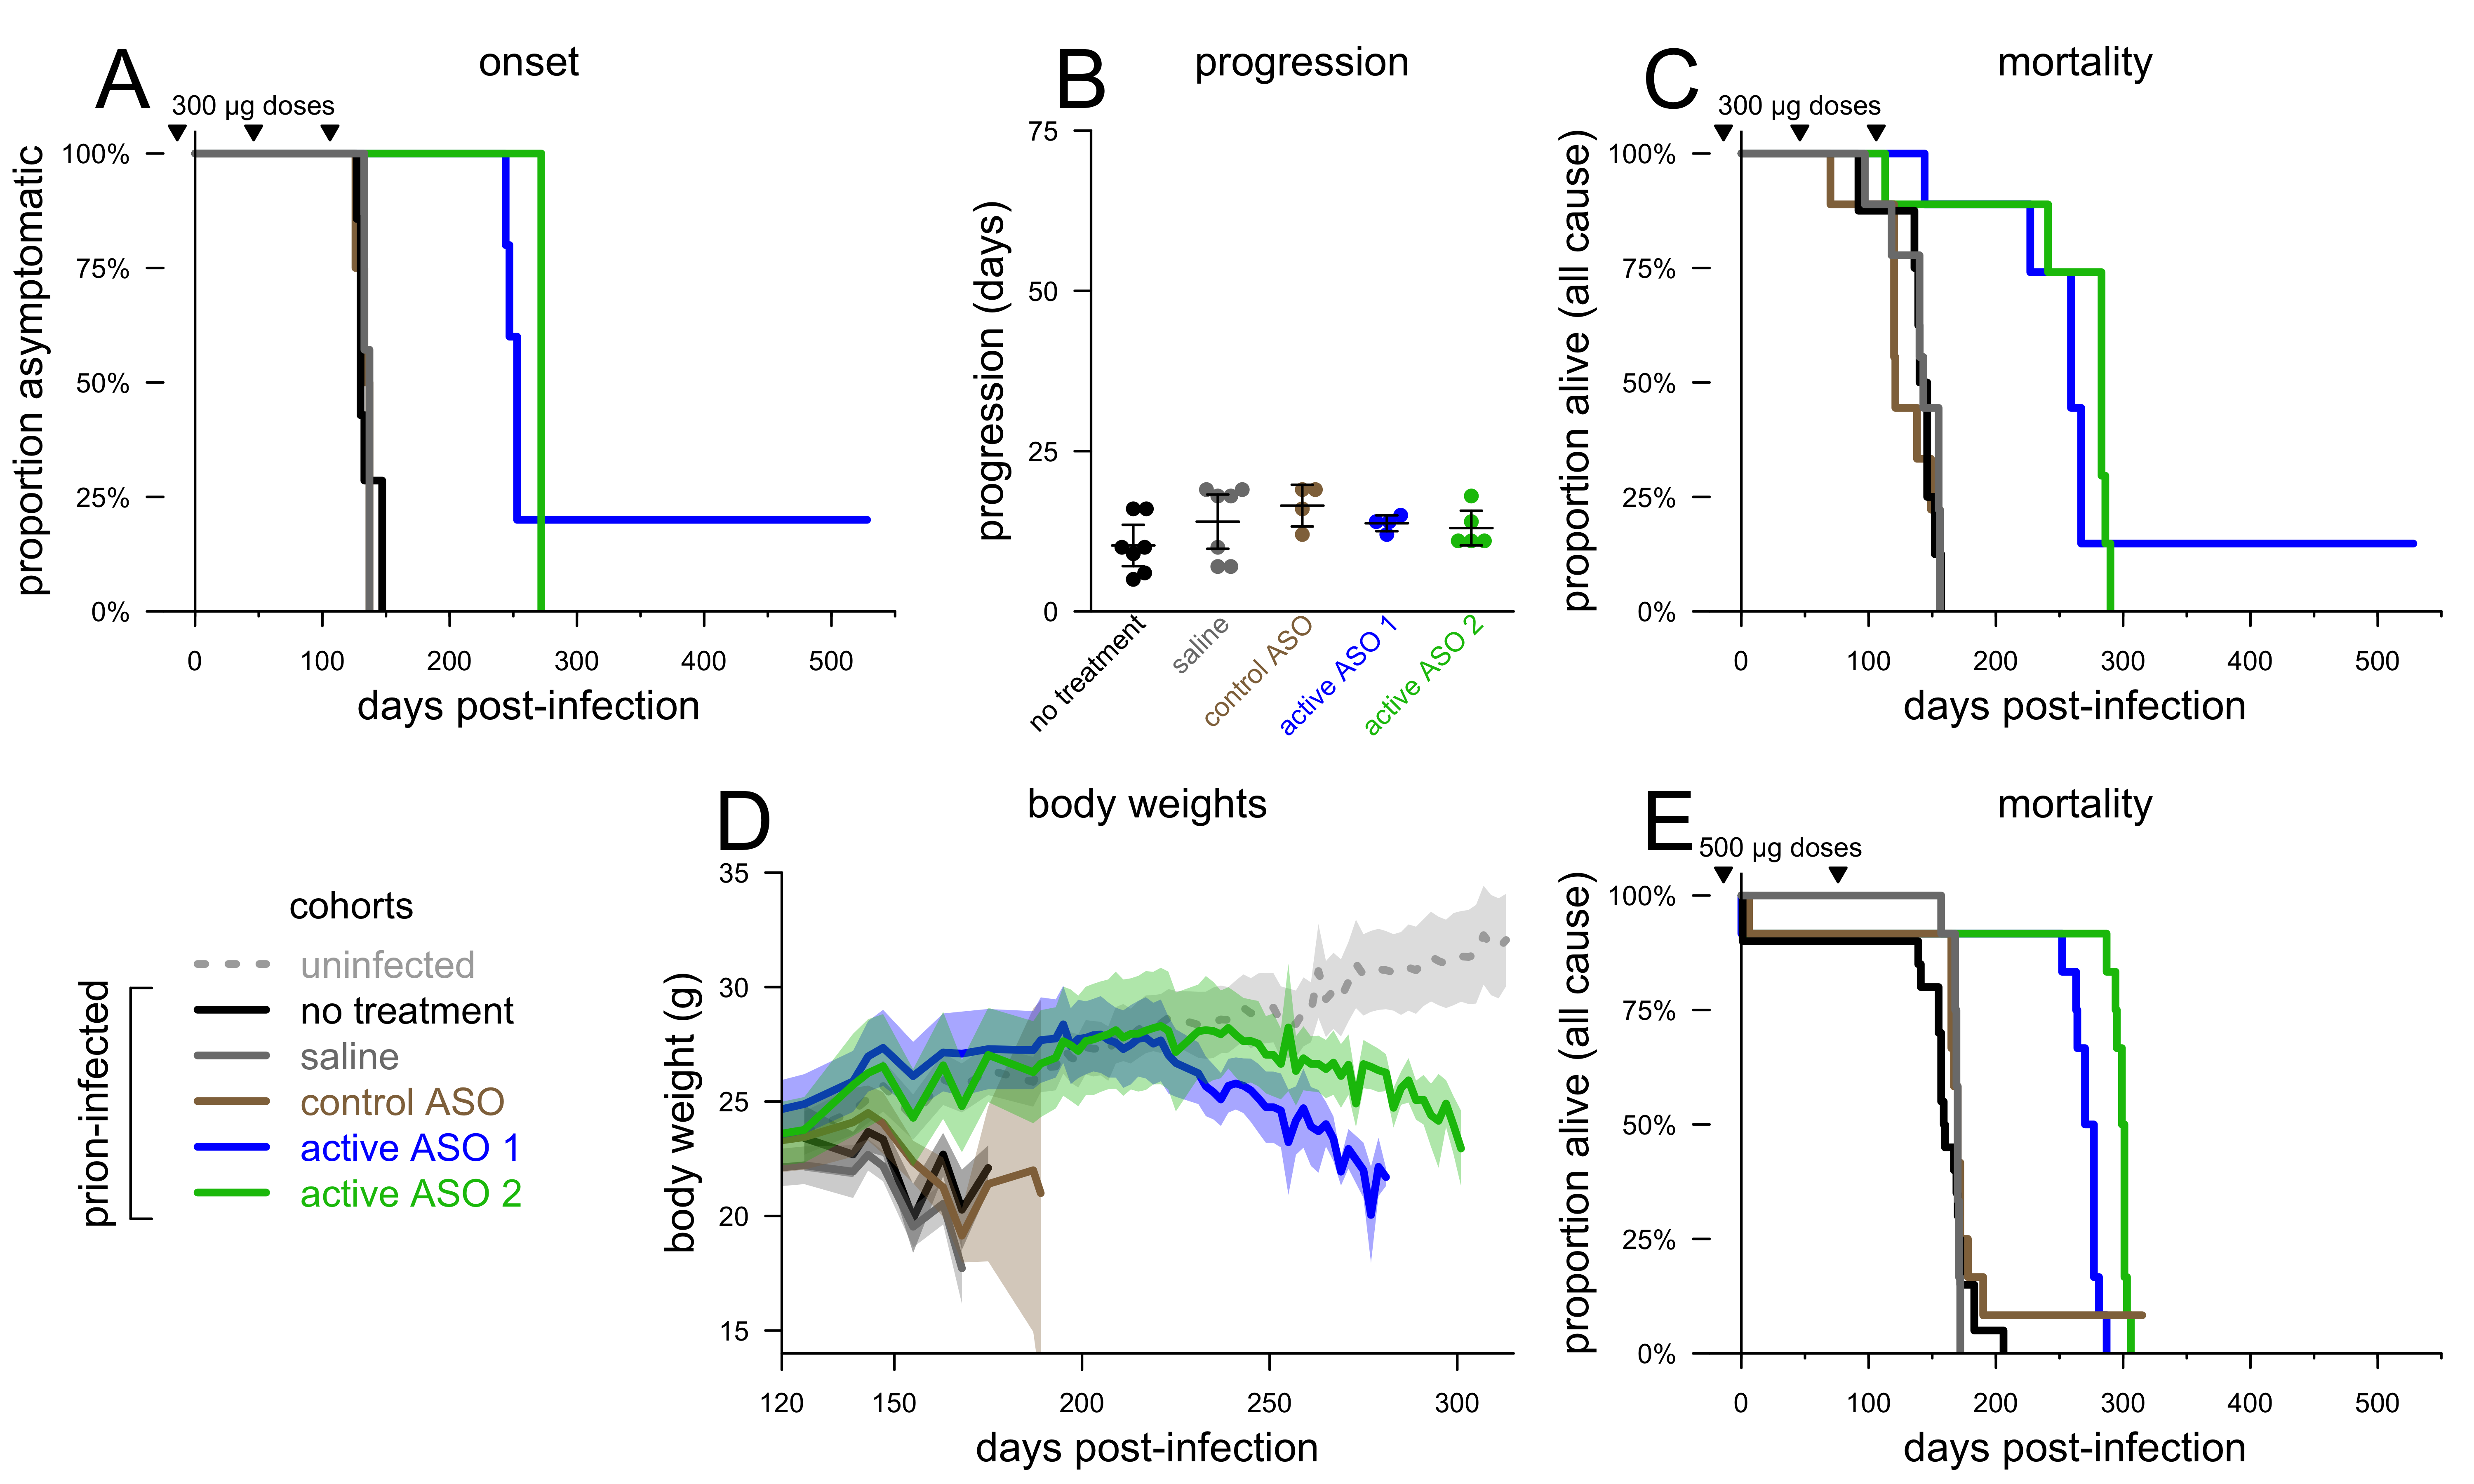 A
onset
300 µg doses
proportion asymptomatic
100%
75%
50%
25%
0%
0 100 200 300 400 500
days post-infection
B
progression
progression (days)
75
50
25
0
no treatment
saline
control ASO
active ASO 1
active ASO 2
C
mortality
300 µg doses
proportion alive (all cause)
100%
75%
50%
25%
0%
0 100 200 300 400 500
days post-infection
cohorts
prion-infected
uninfected
no treatment
saline
control ASO
active ASO 1
active ASO 2
D
body weights
body weight (g)
35
30
25
20
15
120 150 200 250 300
days post-infection
E
mortality
500 µg doses
proportion alive (all cause)
100%
75%
50%
25%
0%
0 100 200 300 400 500
days post-infection